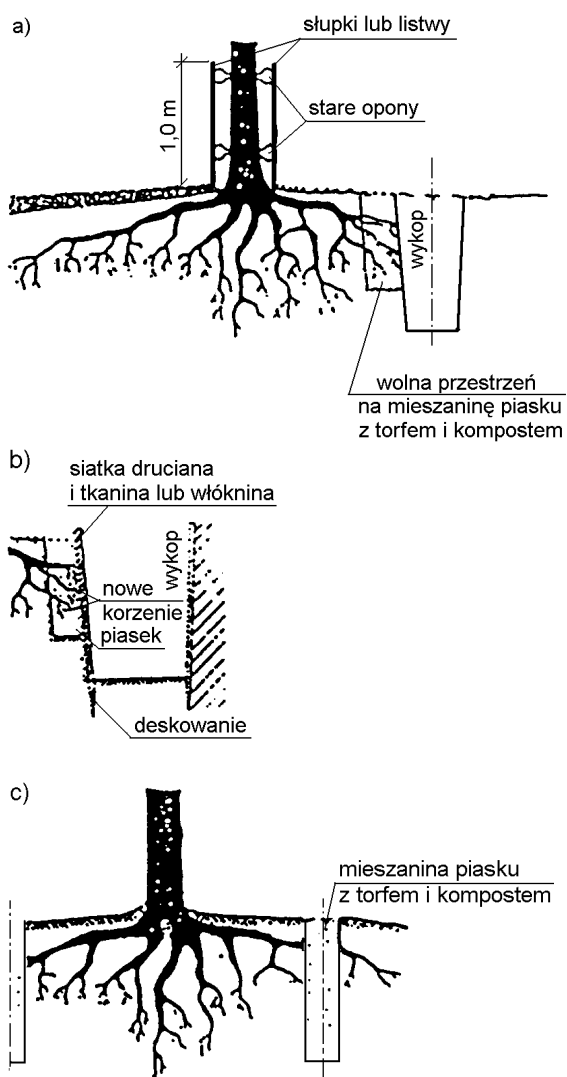 a)
słupki lub listwy
1,0 m
stare opony
wykop
wolna przestrzeń
na mieszaninę piasku
z torfem i kompostem
b)
siatka druciana
i tkanina lub włóknina
wykop
nowe
korzenie
piasek
deskowanie
c)
mieszanina piasku
z torfem i kompostem